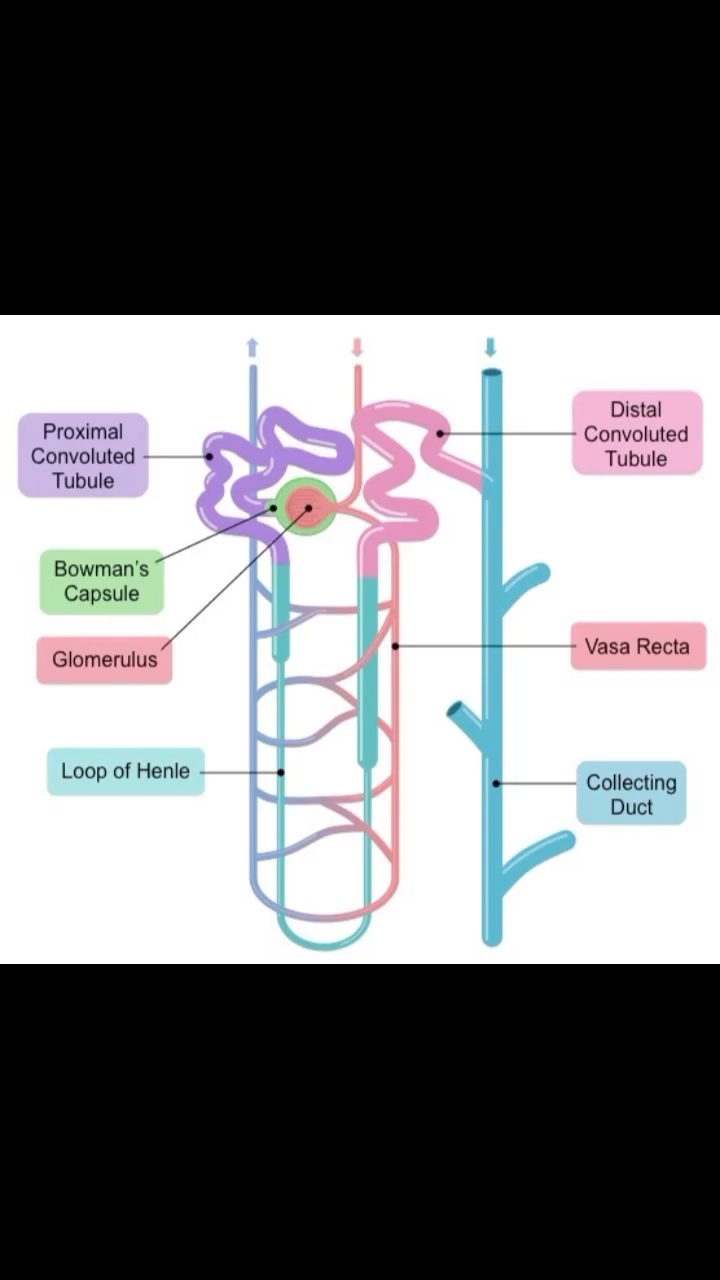 Proximal
Convoluted
Tubule
Bowman's
Capsule
Glomerulus
Loop of Henle
Distal
Convoluted
Tubule
Vasa Recta
Collecting
Duct